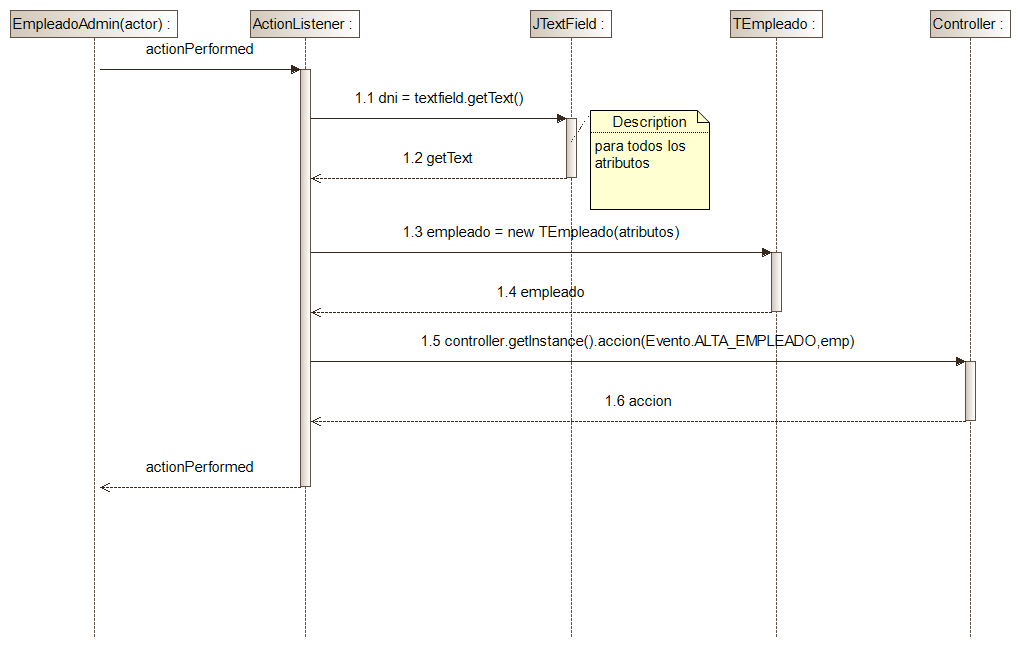 EmpleadoAdmin(actor) :
ActionListener :
JTextField :
TEmpleado :
Controller :
actionPerformed
1.1 dni = textfield.getText()
Description
para todos los
atributos
1.2 getText
1.3 empleado = new TEmpleado(atributos)
1.4 empleado
1.5 controller.getInstance().accion(Evento.ALTA_EMPLEADO,emp)
1.6 accion
actionPerformed